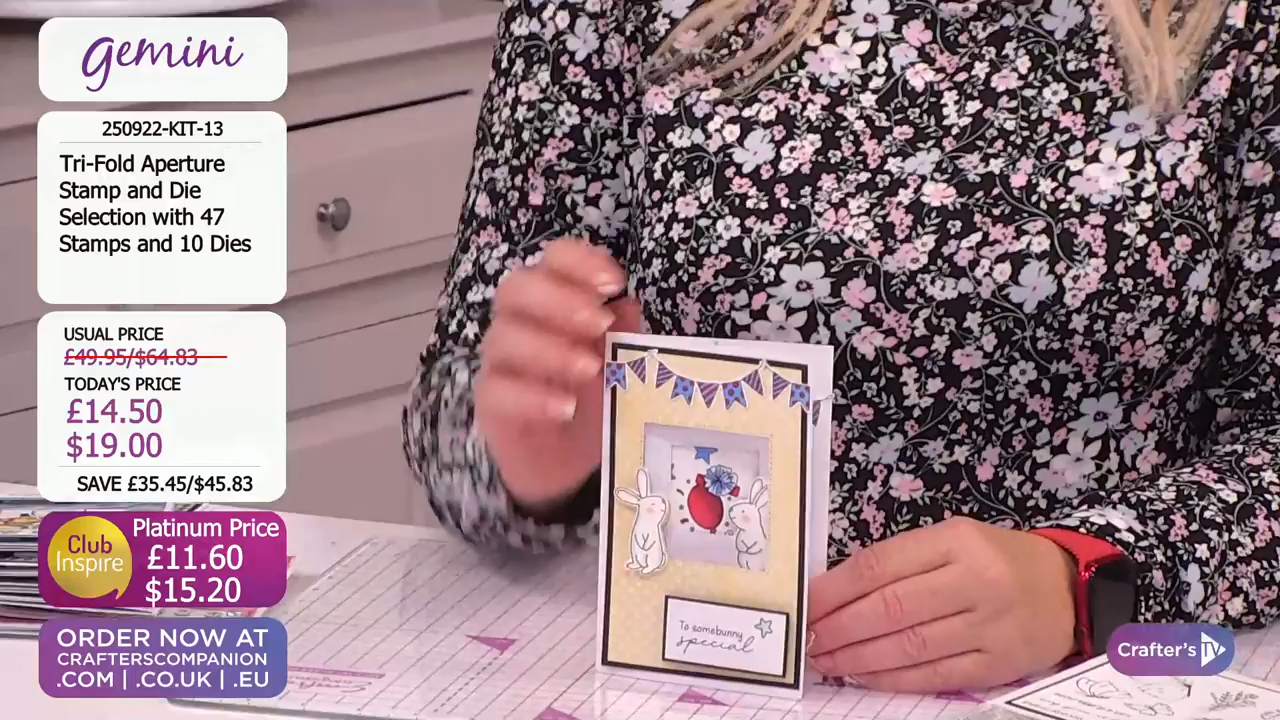 gemini
250922-KIT-13
Tri-Fold Aperture
Stamp and Die
Selection with 47
Stamps and 10 Dies
USUAL PRICE
£49.95/$64.83
TODAY'S PRICE
£14.50
$19.00
SAVE £35.45/$45.83
Club
Inspire
Platinum Price
£11.60
$15.20
ORDER NOW AT
CRAFTERSCOMPANION
.COM | .CO.UK | .EU
To somebunny
special
Crafter's TV